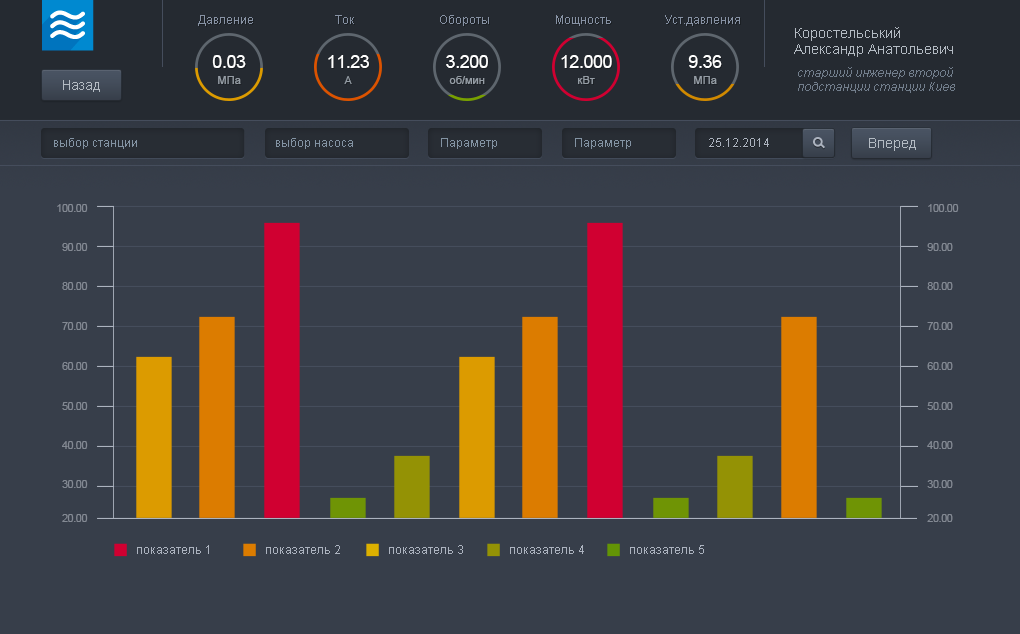 Давление
Ток
Обороты
Мощность
Уст.давления
0.03
МПа
11.23
А
3.200
об/мин
12.000
кВт
9.36
МПа
Коростельський
Александр Анатольевич
старший инженер второй
подстанции станции Киев
Назад
выбор станции
выбор насоса
Параметр
Параметр
25.12.2014
Вперед
100.00
90.00
80.00
70.00
60.00
50.00
40.00
30.00
20.00
100.00
90.00
80.00
70.00
60.00
50.00
40.00
30.00
20.00
показатель 1
показатель 2
показатель 3
показатель 4
показатель 5